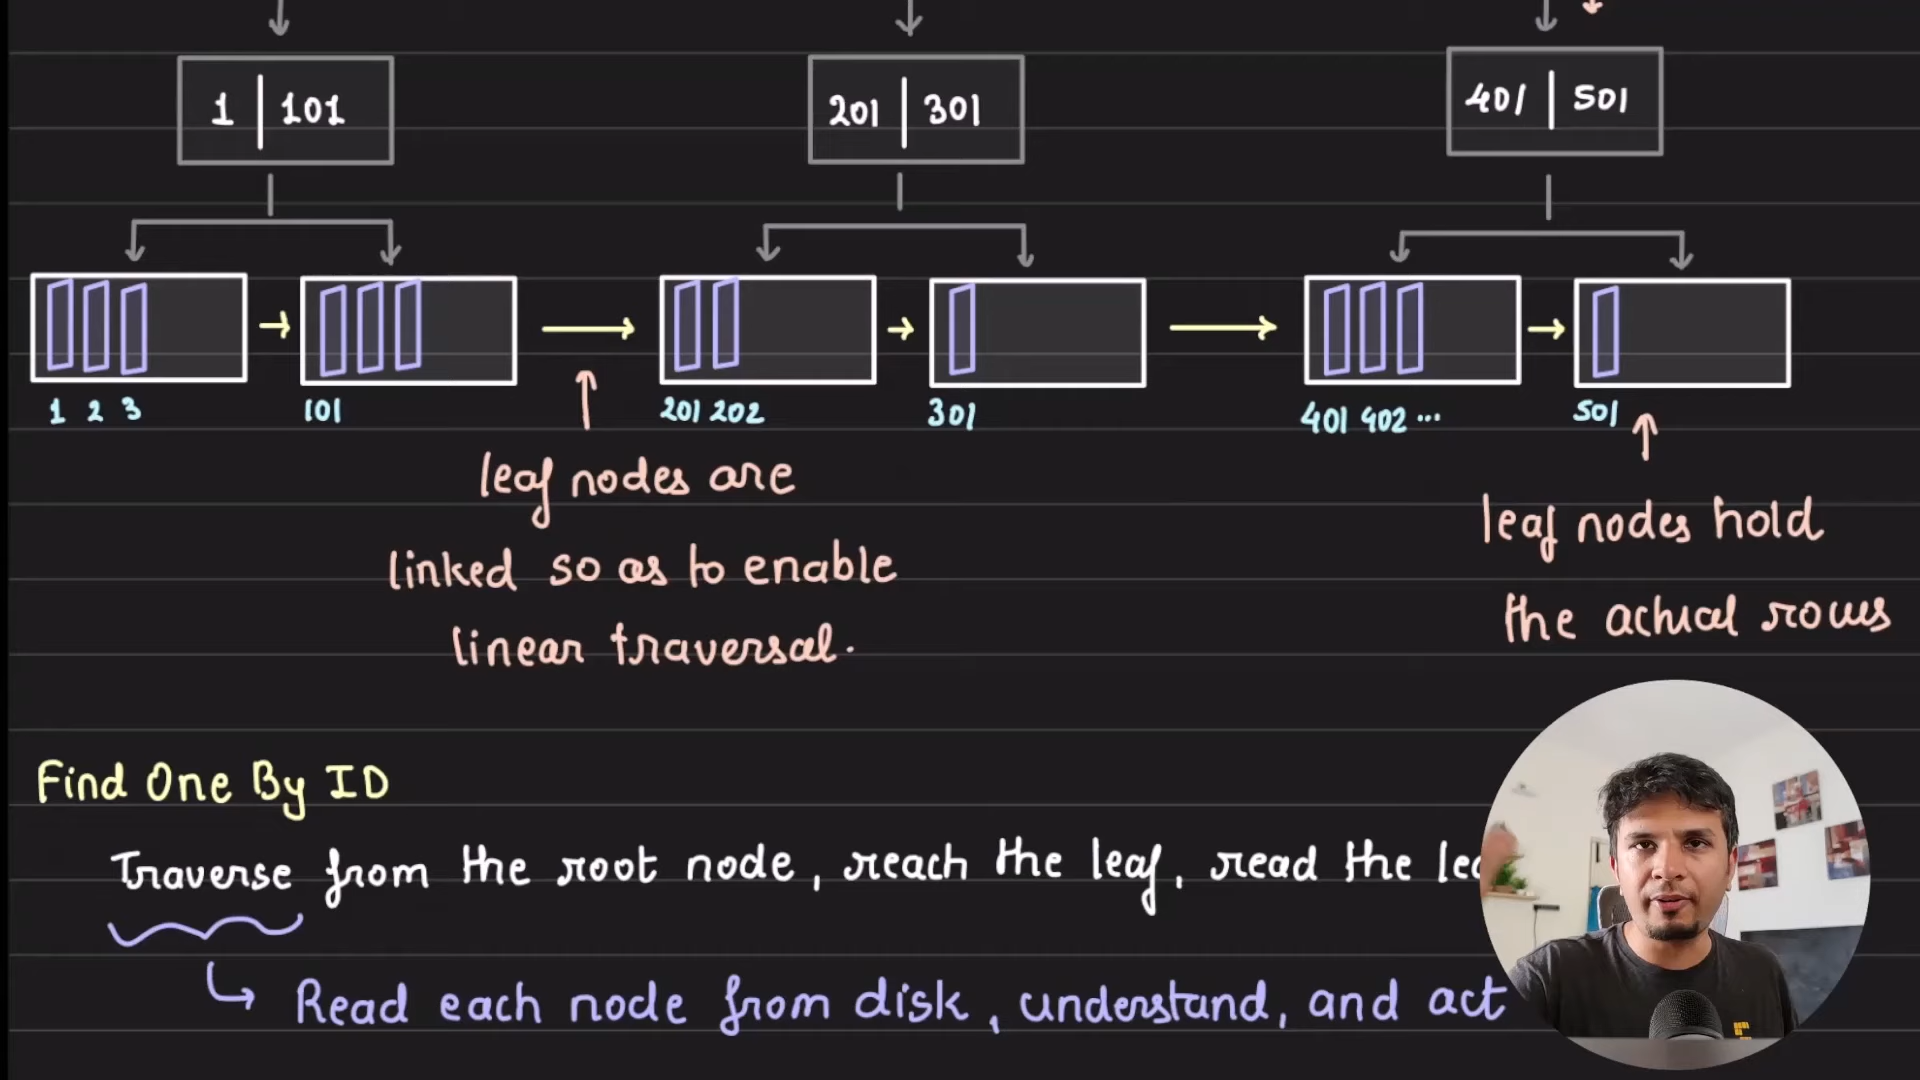 1 | 101
201 | 301
401 | 501
1 2 3
101
201 202
301
401 402 ...
501
leaf nodes are
linked so as to enable
linear traversal.
leaf nodes hold
the actual rows
Find One By ID
Traverse from the root node, reach the leaf, read the
Read each node from disk, understand, and act